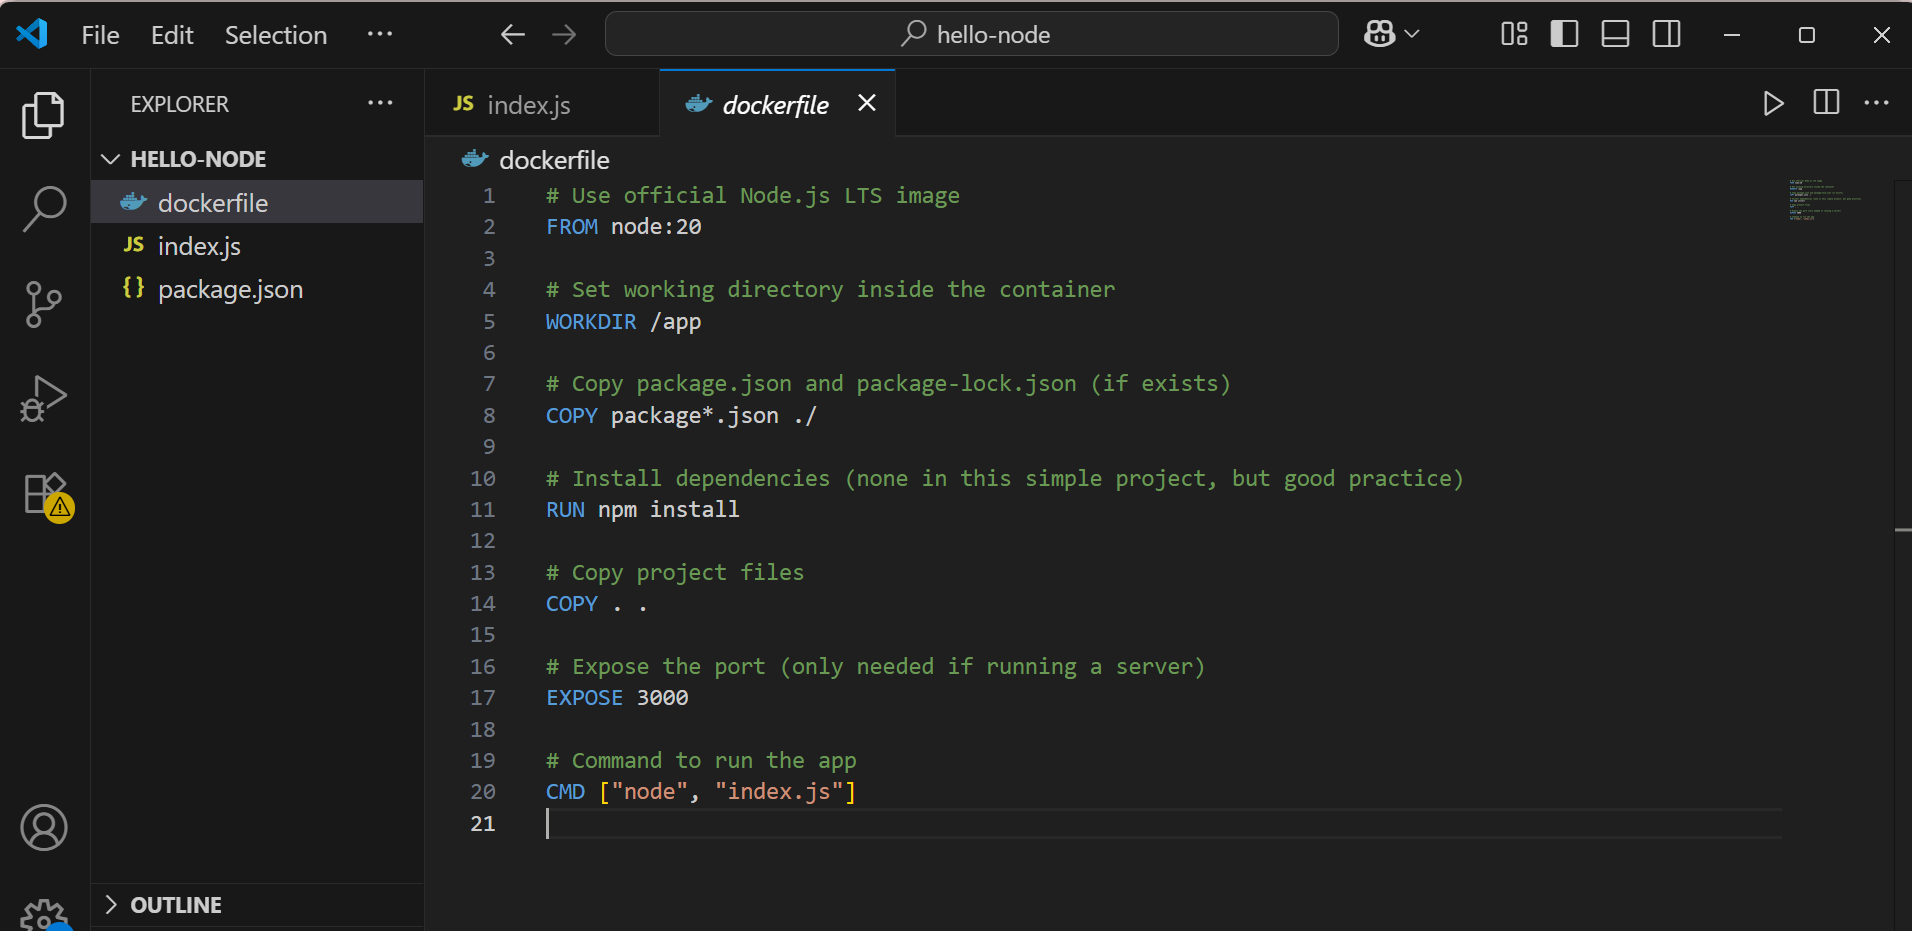 File Edit Selection ··· hello-node
EXPLORER ···
HELLO-NODE
dockerfile
JS index.js
{} package.json
OUTLINE
JS index.js dockerfile
dockerfile
1 # Use official Node.js LTS image
2 FROM node:20
3
4 # Set working directory inside the container
5 WORKDIR /app
6
7 # Copy package.json and package-lock.json (if exists)
8 COPY package*.json ./
9
10 # Install dependencies (none in this simple project, but good practice)
11 RUN npm install
12
13 # Copy project files
14 COPY . .
15
16 # Expose the port (only needed if running a server)
17 EXPOSE 3000
18
19 # Command to run the app
20 CMD ["node", "index.js"]
21